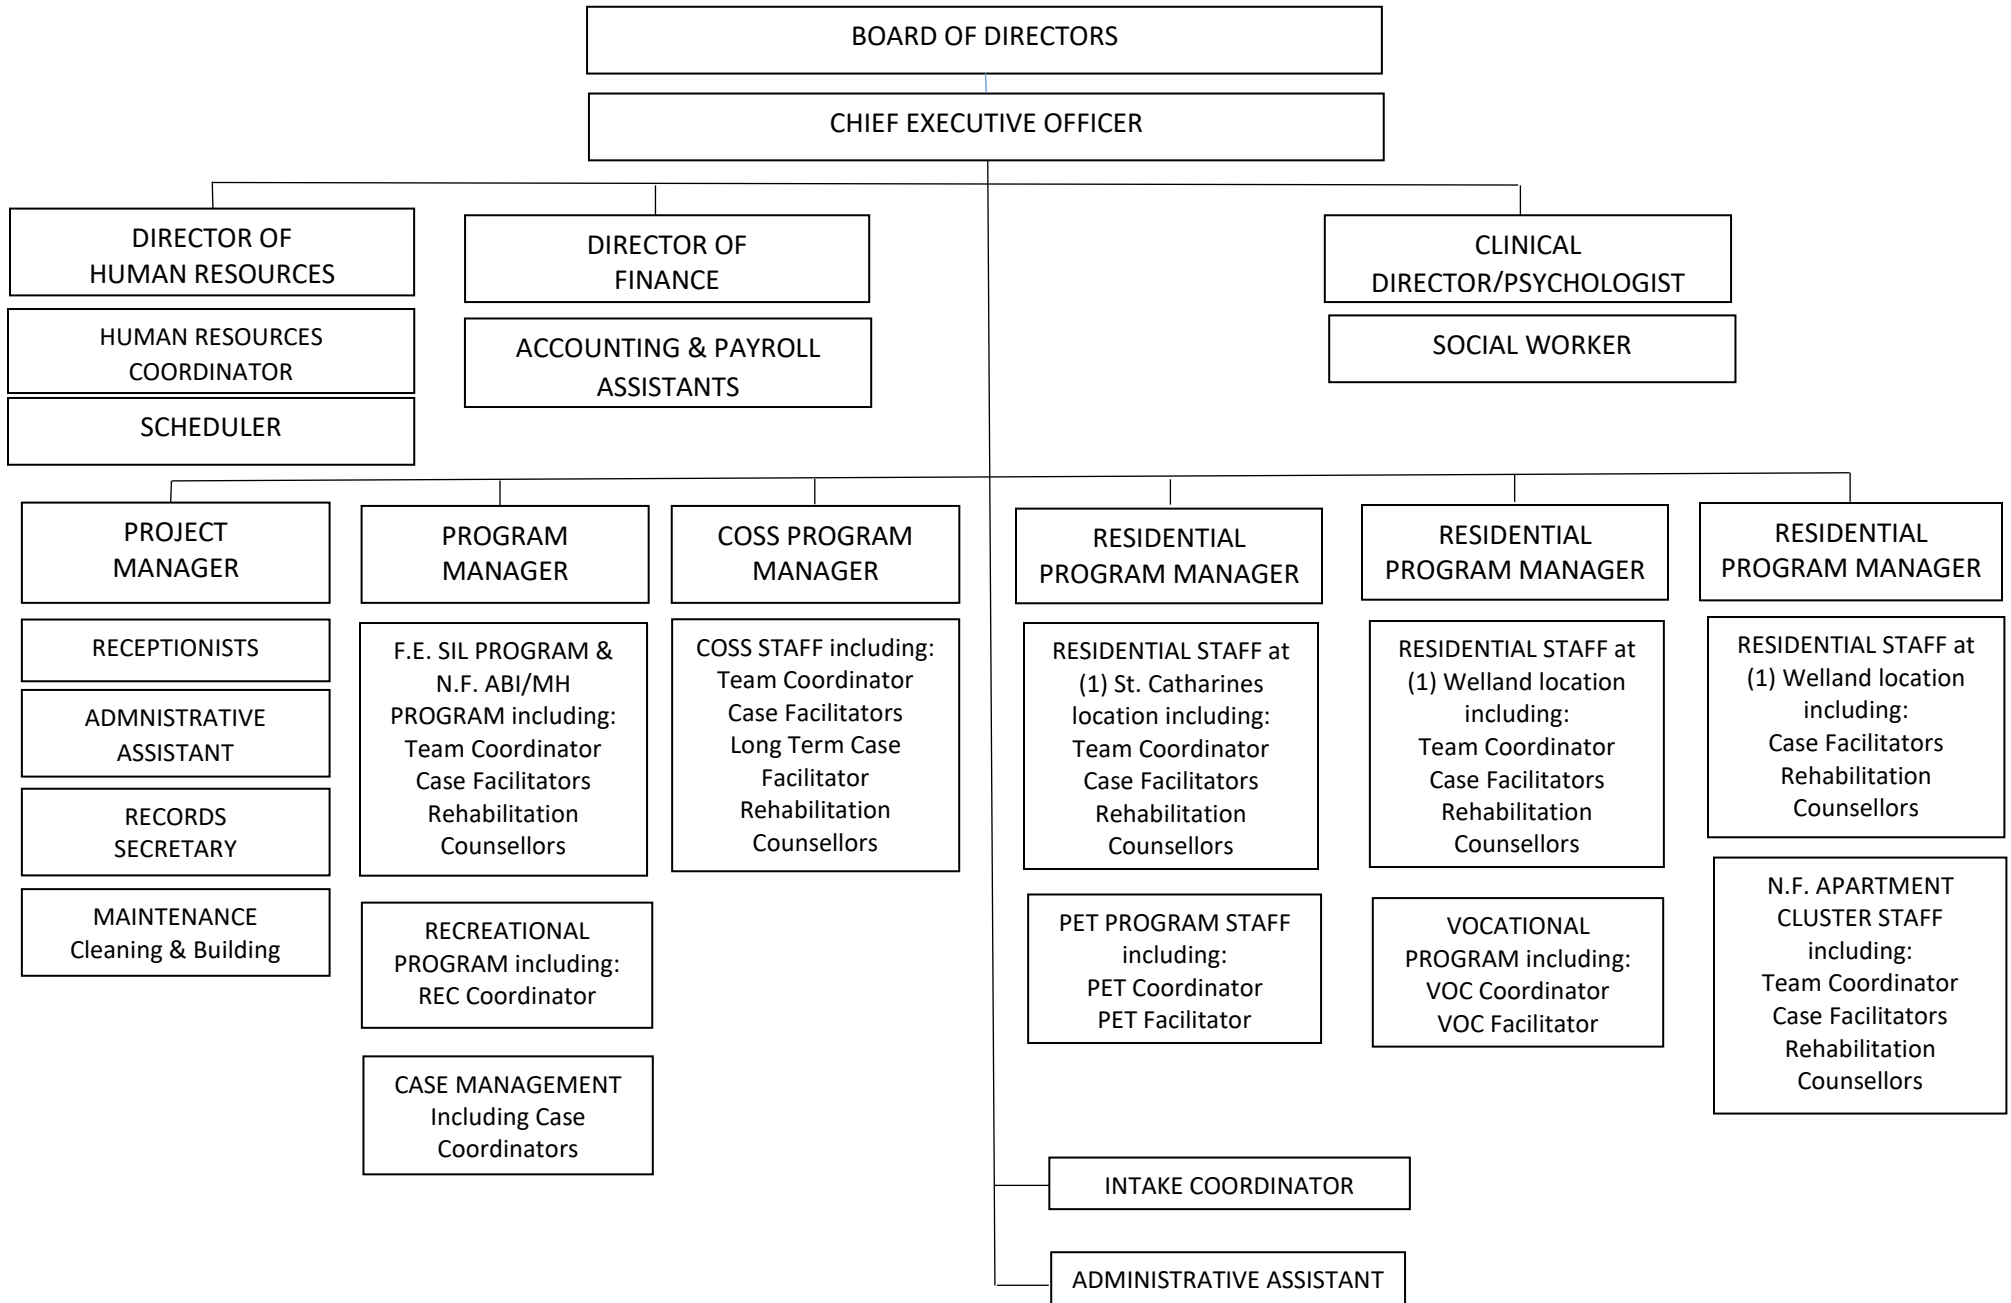 BOARD OF DIRECTORS
CHIEF EXECUTIVE OFFICER
DIRECTOR OF
HUMAN RESOURCES
HUMAN RESOURCES
COORDINATOR
SCHEDULER
DIRECTOR OF
FINANCE
ACCOUNTING & PAYROLL
ASSISTANTS
CLINICAL
DIRECTOR/PSYCHOLOGIST
SOCIAL WORKER
PROJECT
MANAGER
RECEPTIONISTS
ADMNISTRATIVE
ASSISTANT
RECORDS
SECRETARY
MAINTENANCE
Cleaning & Building
PROGRAM
MANAGER
F.E. SIL PROGRAM &
N.F. ABI/MH
PROGRAM including:
Team Coordinator
Case Facilitators
Rehabilitation
Counsellors
RECREATIONAL
PROGRAM including:
REC Coordinator
CASE MANAGEMENT
Including Case
Coordinators
COSS PROGRAM
MANAGER
COSS STAFF including:
Team Coordinator
Case Facilitators
Long Term Case
Facilitator
Rehabilitation
Counsellors
RESIDENTIAL
PROGRAM MANAGER
RESIDENTIAL STAFF at
(1) St. Catharines
location including:
Team Coordinator
Case Facilitators
Rehabilitation
Counsellors
PET PROGRAM STAFF
including:
PET Coordinator
PET Facilitator
RESIDENTIAL
PROGRAM MANAGER
RESIDENTIAL STAFF at
(1) Welland location
including:
Team Coordinator
Case Facilitators
Rehabilitation
Counsellors
VOCATIONAL
PROGRAM including:
VOC Coordinator
VOC Facilitator
RESIDENTIAL
PROGRAM MANAGER
RESIDENTIAL STAFF at
(1) Welland location
including:
Case Facilitators
Rehabilitation
Counsellors
N.F. APARTMENT
CLUSTER STAFF
including:
Team Coordinator
Case Facilitators
Rehabilitation
Counsellors
INTAKE COORDINATOR
ADMINISTRATIVE ASSISTANT